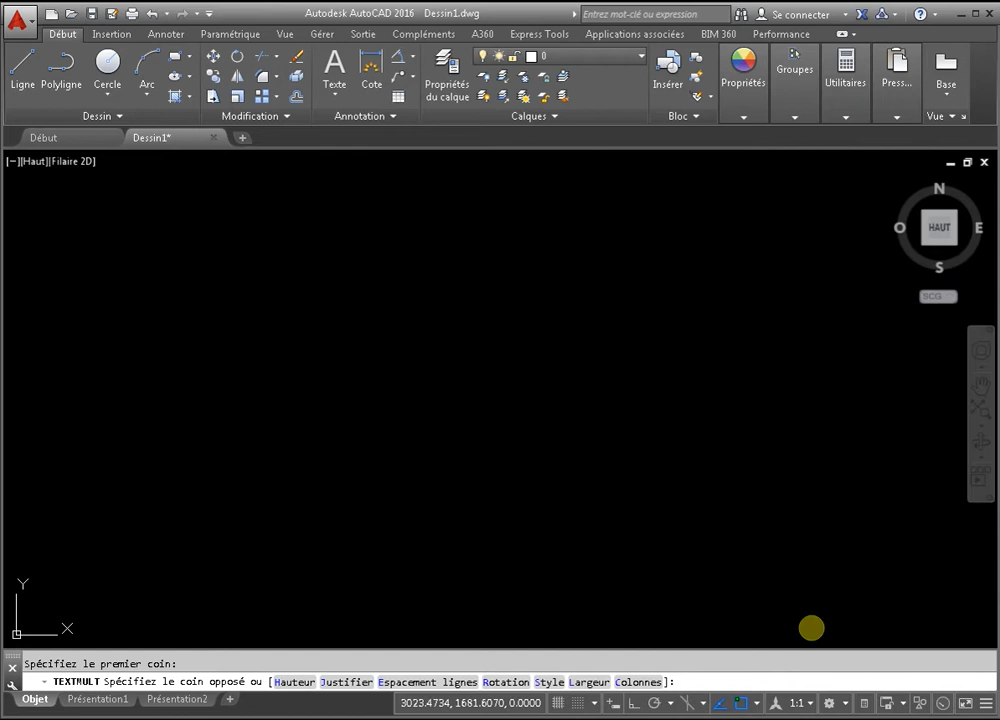 Autodesk AutoCAD 2016 Dessin1.dwg
Entrez mot-clé ou expression
Se connecter
Début Insertion Annoter Paramétrique Vue Gérer Sortie Compléments A360 Express Tools Applications associées BIM 360 Performance
0
Ligne Polyligne Cercle Arc Texte Cote Propriétés du calque Insérer Propriétés Groupes Utilitaires Press... Base
Dessin Modification Annotation Calques Bloc Vue
Début Dessin1*
[−][Haut][Filaire 2D]
N
O HAUT E
S
SCG
Y
X
Spécifiez le premier coin:
TEXTMULT Spécifiez le coin opposé ou [Hauteur Justifier Espacement lignes Rotation Style Largeur Colonnes]:
Objet Présentation1 Présentation2 + 3023.4734, 1681.6070, 0.0000 1:1